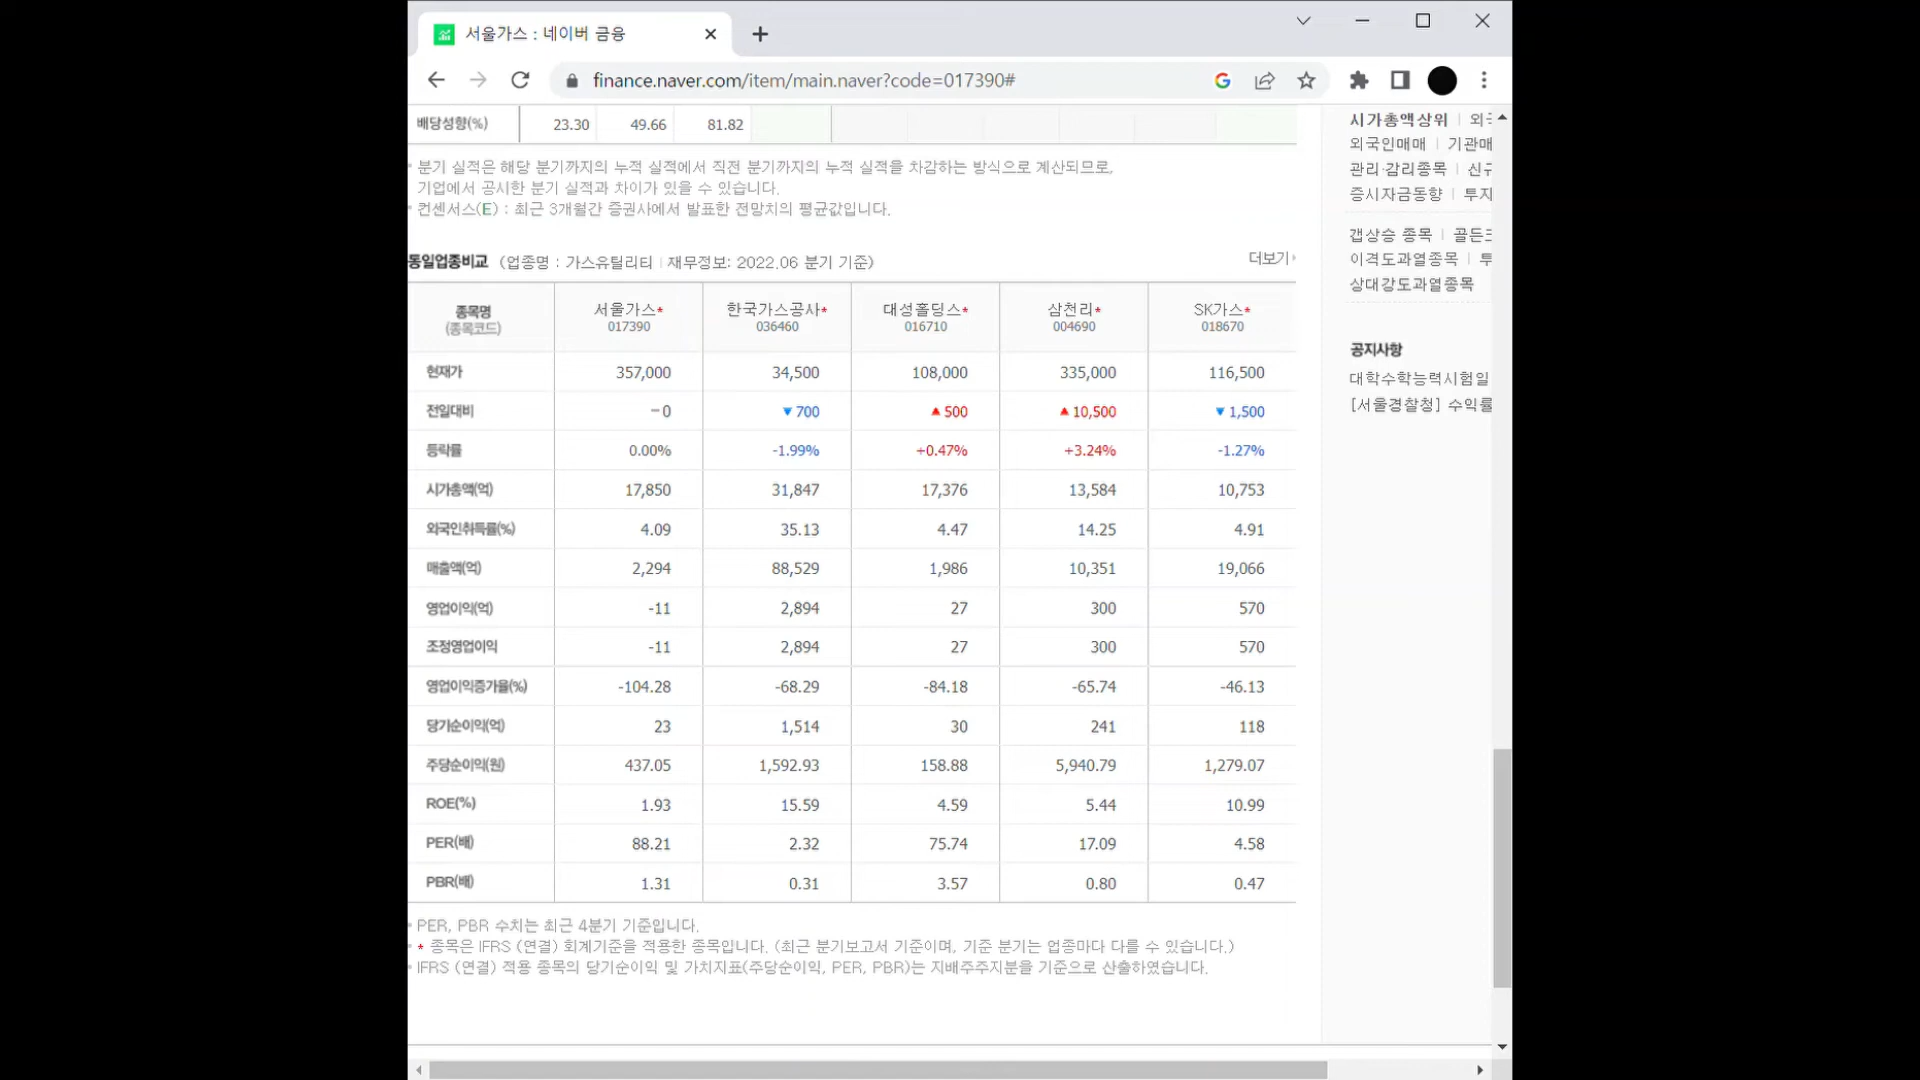 서울가스 : 네이버 금융
finance.naver.com/item/main.naver?code=017390#
배당성향(%) 23.30 49.66 81.82
* 분기 실적은 해당 분기까지의 누적 실적에서 직전 분기까지의 누적 실적을 차감하는 방식으로 계산되므로,
기업에서 공시한 분기 실적과 차이가 있을 수 있습니다.
* 컨센서스(E) : 최근 3개월간 증권사에서 발표한 전망치의 평균값입니다.
동일업종비교 (업종명 : 가스유틸리티 | 재무정보: 2022.06 분기 기준) 더보기
종목명 서울가스* 한국가스공사* 대성홀딩스* 삼천리* SK가스*
(종목코드) 017390 036460 016710 004690 018670
현재가 357,000 34,500 108,000 335,000 116,500
전일대비 -0 ▼700 ▲500 ▲10,500 ▼1,500
등락률 0.00% -1.99% +0.47% +3.24% -1.27%
시가총액(억) 17,850 31,847 17,376 13,584 10,753
외국인취득률(%) 4.09 35.13 4.47 14.25 4.91
매출액(억) 2,294 88,529 1,986 10,351 19,066
영업이익(억) -11 2,894 27 300 570
조정영업이익 -11 2,894 27 300 570
영업이익증가율(%) -104.28 -68.29 -84.18 -65.74 -46.13
당기순이익(억) 23 1,514 30 241 118
주당순이익(원) 437.05 1,592.93 158.88 5,940.79 1,279.07
ROE(%) 1.93 15.59 4.59 5.44 10.99
PER(배) 88.21 2.32 75.74 17.09 4.58
PBR(배) 1.31 0.31 3.57 0.80 0.47
* PER, PBR 수치는 최근 4분기 기준입니다.
* * 종목은 IFRS (연결) 회계기준을 적용한 종목입니다. (최근 분기보고서 기준이며, 기준 분기는 업종마다 다를 수 있습니다.)
* IFRS (연결) 적용 종목의 당기순이익 및 가치지표(주당순이익, PER, PBR)는 지배주주지분을 기준으로 산출하였습니다.
시가총액상위 |
외국인매매 | 기관매
관리·감리종목 | 신규
증시자금동향 | 투자
갭상승 종목 | 골든
이격도과열종목 | 투
상대강도과열종목
공지사항
대학수학능력시험일
[서울경찰청] 수익률